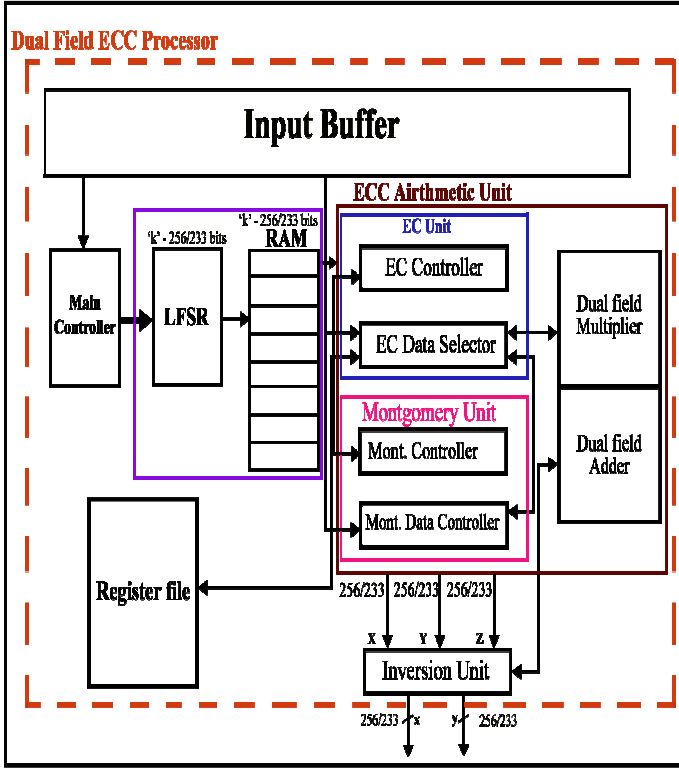 Dual Field ECC Processor
Input Buffer
ECC Airthmetic Unit
'k' - 256/233 bits
RAM
'k' - 256/233 bits
LFSR
Main
Controller
EC Unit
EC Controller
EC Data Selector
Dual field
Multiplier
Montgomery Unit
Mont. Controller
Mont. Data Controller
Dual field
Adder
Register file
256/233
256/233
256/233
X
Y
Z
Inversion Unit
256/233
x
y
256/233